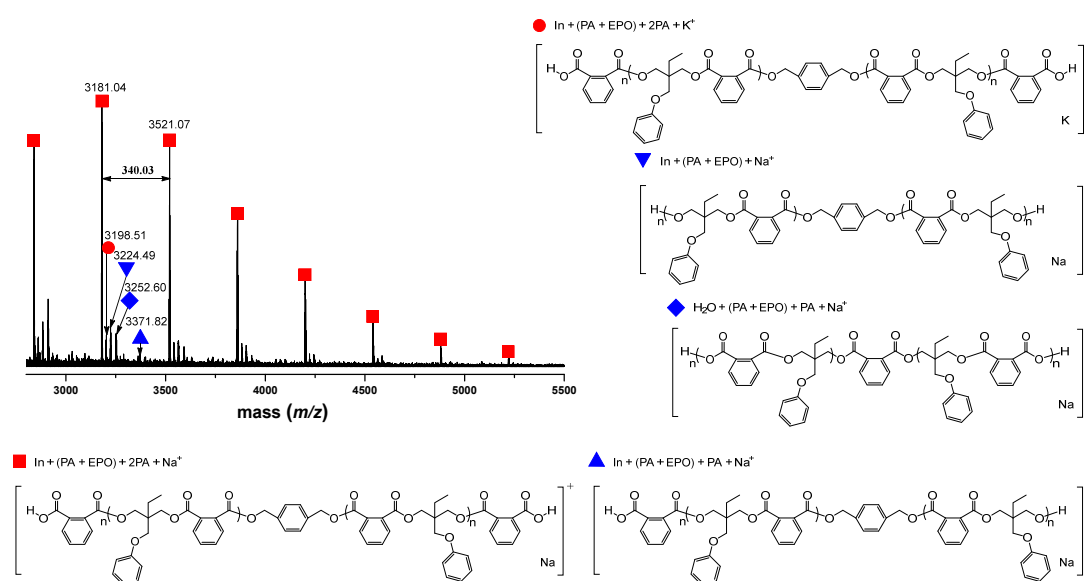 In + (PA + EPO) + 2PA + K⁺
O O O O O O O O
H O O O O O O O O O H
n n
O O
K
3181.04
3521.07
340.03
3198.51
3224.49
3252.60
3371.82
3000 3500 4000 4500 5000 5500
mass (m/z)
In + (PA + EPO) + Na⁺
O O O O
H O O O O O O H
n n
O O
Na
H₂O + (PA + EPO) + PA + Na⁺
O O O O O O
H O O O O O O O H
n n
O O
Na
In + (PA + EPO) + 2PA + Na⁺
O O O O O O O O
H O O O O O O O O O H
n n
O O
Na
+
In + (PA + EPO) + PA + Na⁺
O O O O O O
H O O O O O O O O H
n n
O O
Na